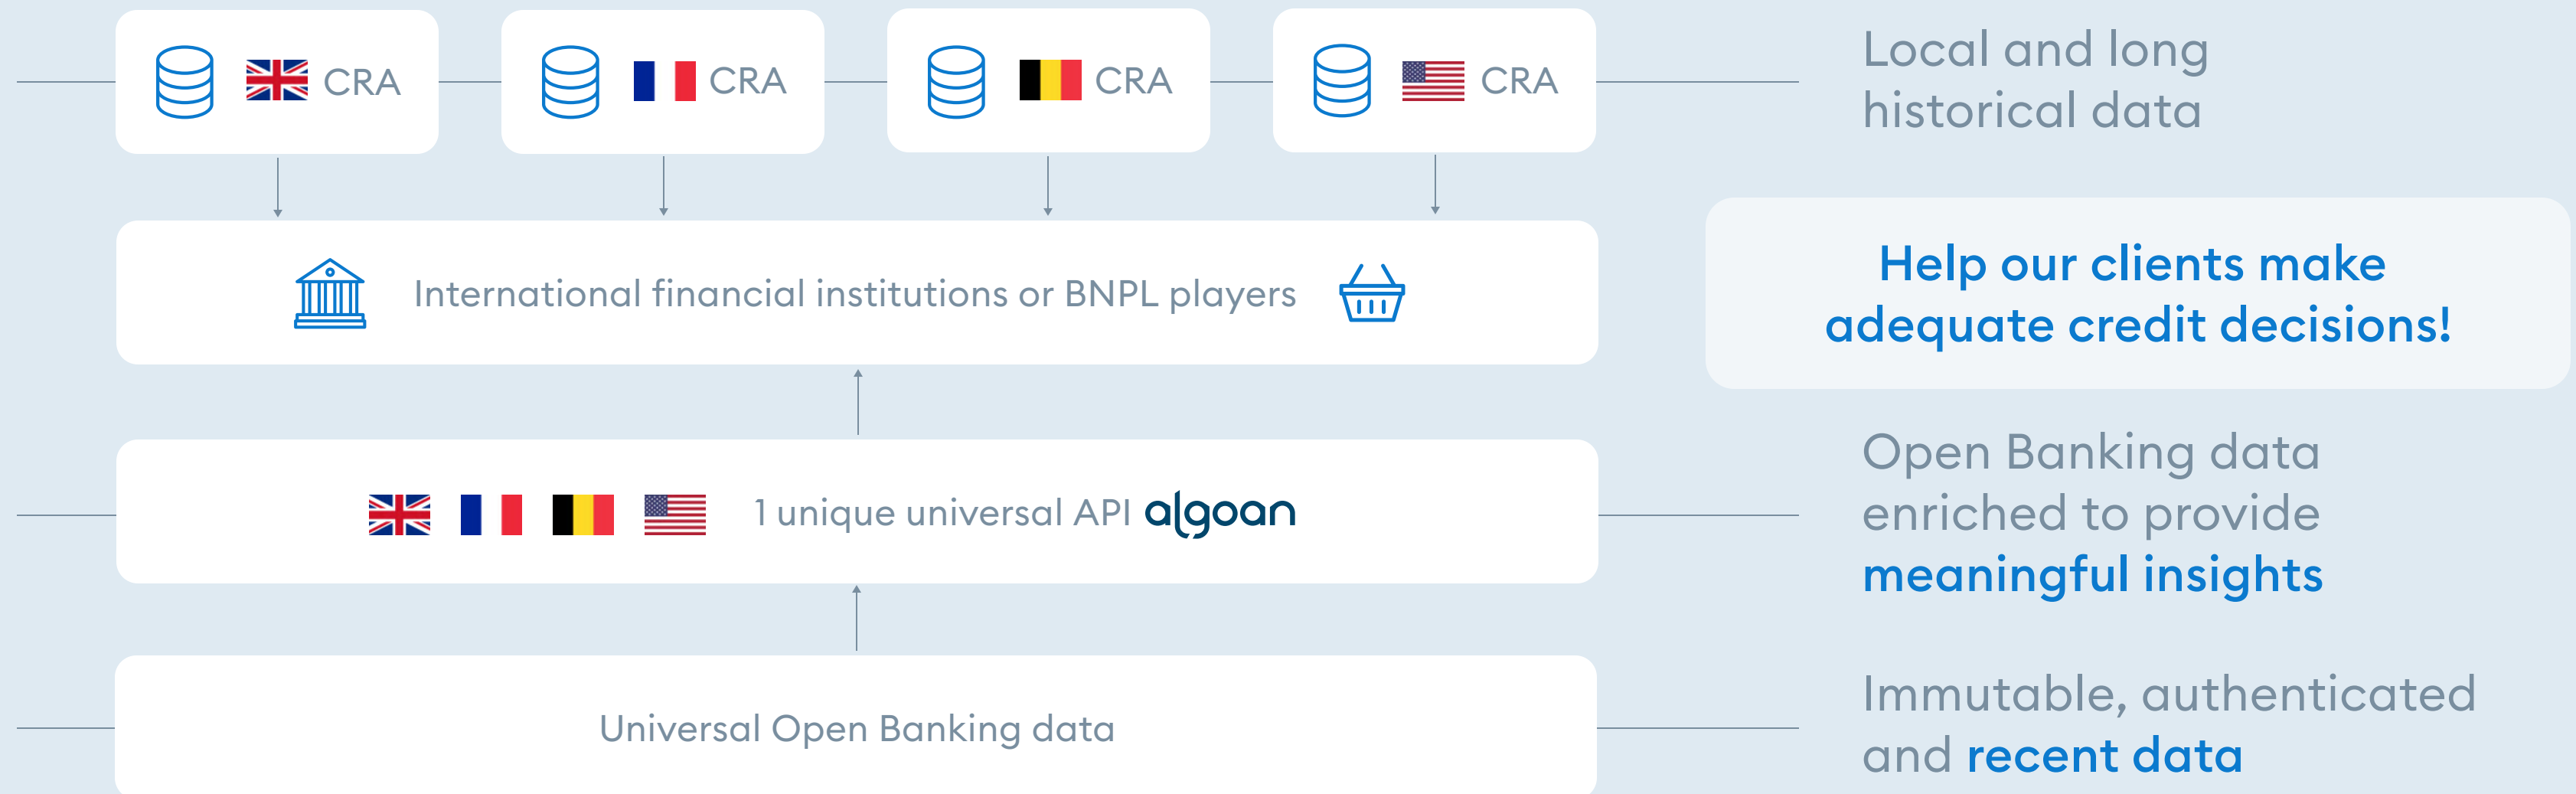 CRA
CRA
CRA
CRA
Local and long
historical data
International financial institutions or BNPL players
Help our clients make
adequate credit decisions!
1 unique universal API algoan
Open Banking data
enriched to provide
meaningful insights
Universal Open Banking data
Immutable, authenticated
and recent data